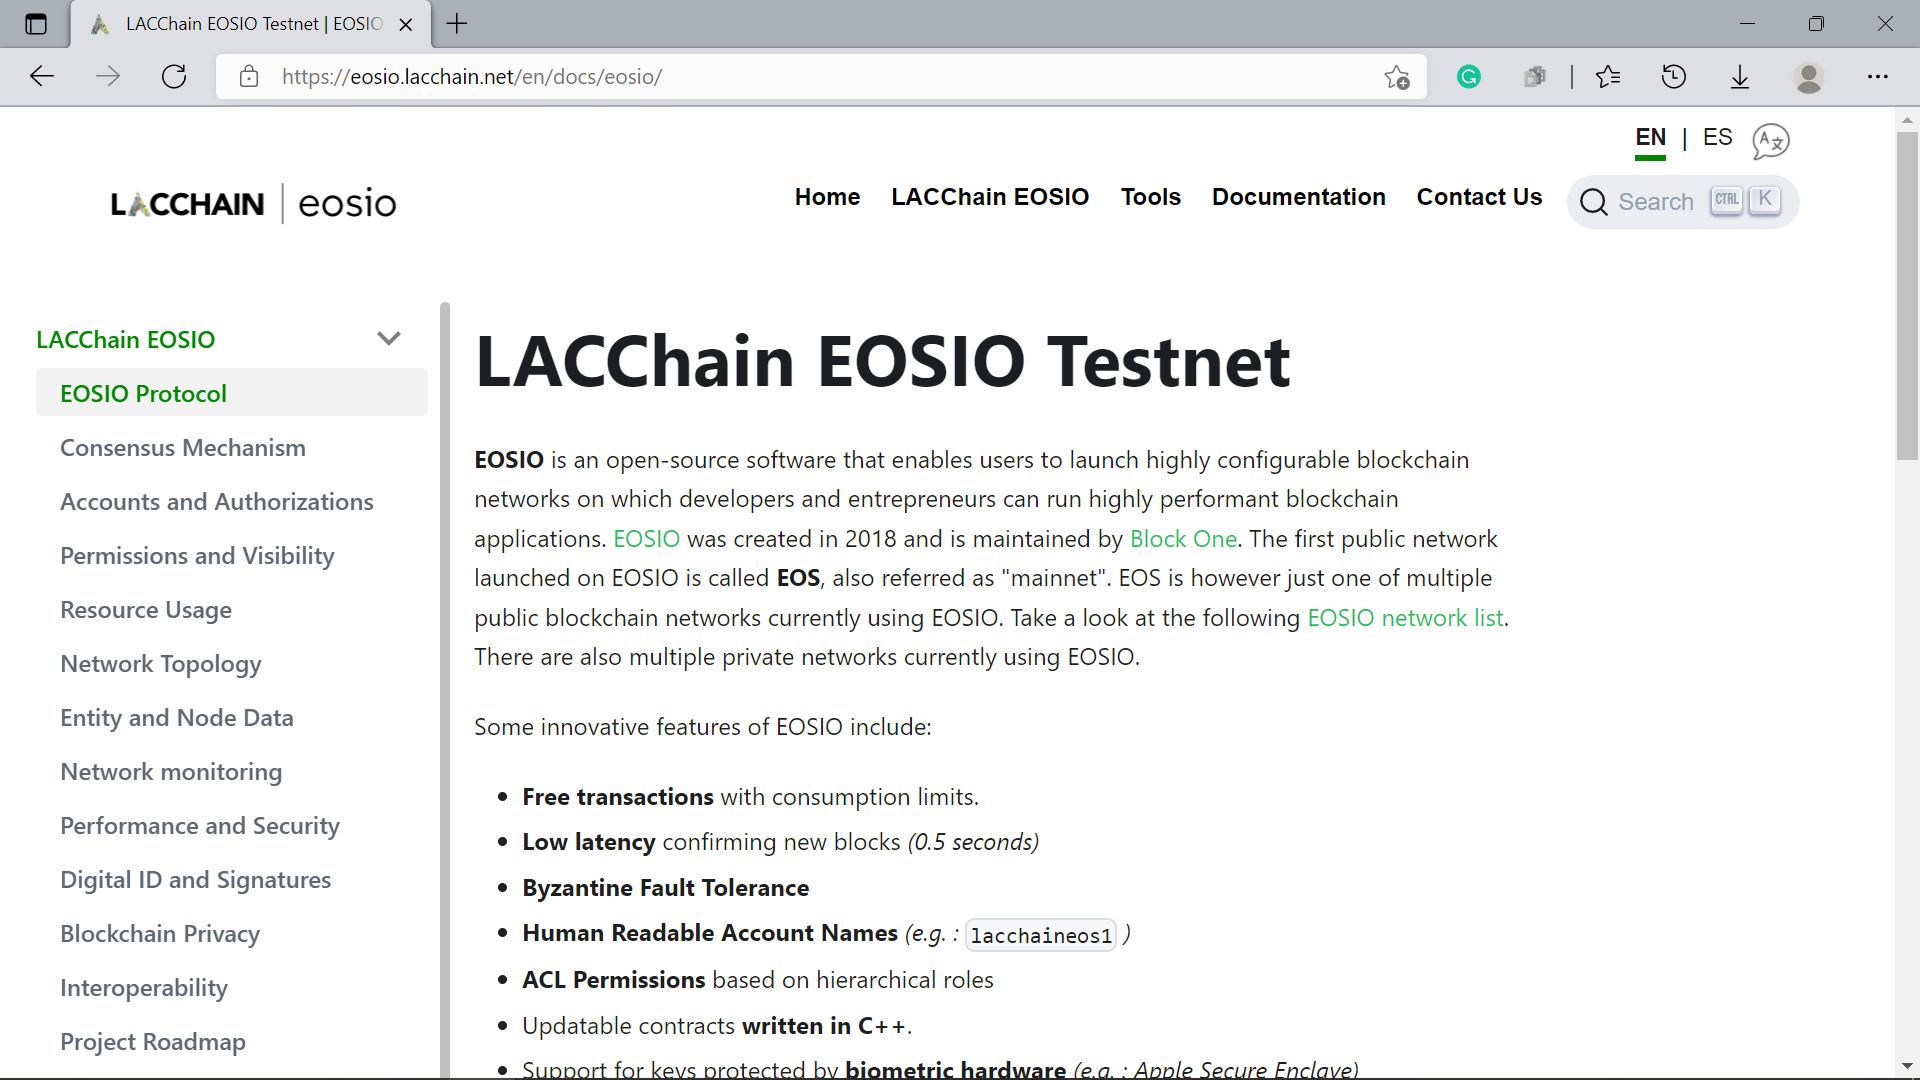 LACChain EOSIO Testnet | EOSIO
https://eosio.lacchain.net/en/docs/eosio/
EN | ES
LACCHAIN | eosio
Home LACChain EOSIO Tools Documentation Contact Us Search CTRL K
LACChain EOSIO
EOSIO Protocol
Consensus Mechanism
Accounts and Authorizations
Permissions and Visibility
Resource Usage
Network Topology
Entity and Node Data
Network monitoring
Performance and Security
Digital ID and Signatures
Blockchain Privacy
Interoperability
Project Roadmap
LACChain EOSIO Testnet
EOSIO is an open-source software that enables users to launch highly configurable blockchain
networks on which developers and entrepreneurs can run highly performant blockchain
applications. EOSIO was created in 2018 and is maintained by Block One. The first public network
launched on EOSIO is called EOS, also referred as "mainnet". EOS is however just one of multiple
public blockchain networks currently using EOSIO. Take a look at the following EOSIO network list.
There are also multiple private networks currently using EOSIO.
Some innovative features of EOSIO include:
• Free transactions with consumption limits.
• Low latency confirming new blocks (0.5 seconds)
• Byzantine Fault Tolerance
• Human Readable Account Names (e.g. : lacchaineos1 )
• ACL Permissions based on hierarchical roles
• Updatable contracts written in C++.
• Support for keys protected by biometric hardware (e.g. : Apple Secure Enclave)